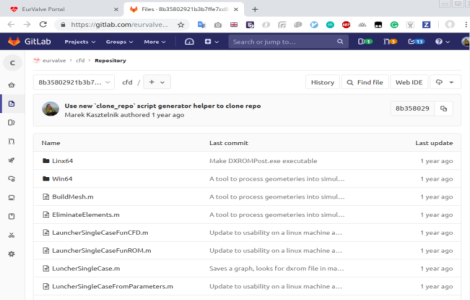 EurValve Portal
Files · 8b35802921b3b7ffe7cd
https://gitlab.com/eurvalve...
GitLab Projects Groups More Search or jump to...
eurvalve › cfd › Repository
8b35802921b3b7... cfd / + History Find file Web IDE
Use new `clone_repo` script generator helper to clone repo
Marek Kasztelnik authored 1 year ago
8b358029
Name Last commit Last update
Linx64 Make DXROMPost.exe executable 1 year ago
Win64 A tool to process geometeries into simul... 1 year ago
BuildMesh.m A tool to process geometeries into simul... 1 year ago
EliminateElements.m A tool to process geometeries into simul... 1 year ago
LauncherSingleCaseFunCFD.m Update to usability on a linux machine a... 1 year ago
LauncherSingleCaseFunROM.m Update to usability on a linux machine a... 1 year ago
LuncherSingleCase.m Saves a graph, looks for dxrom file in ma... 1 year ago
LuncherSingleCaseFromParameters.m Update to usability on a linux machine a... 1 year ago